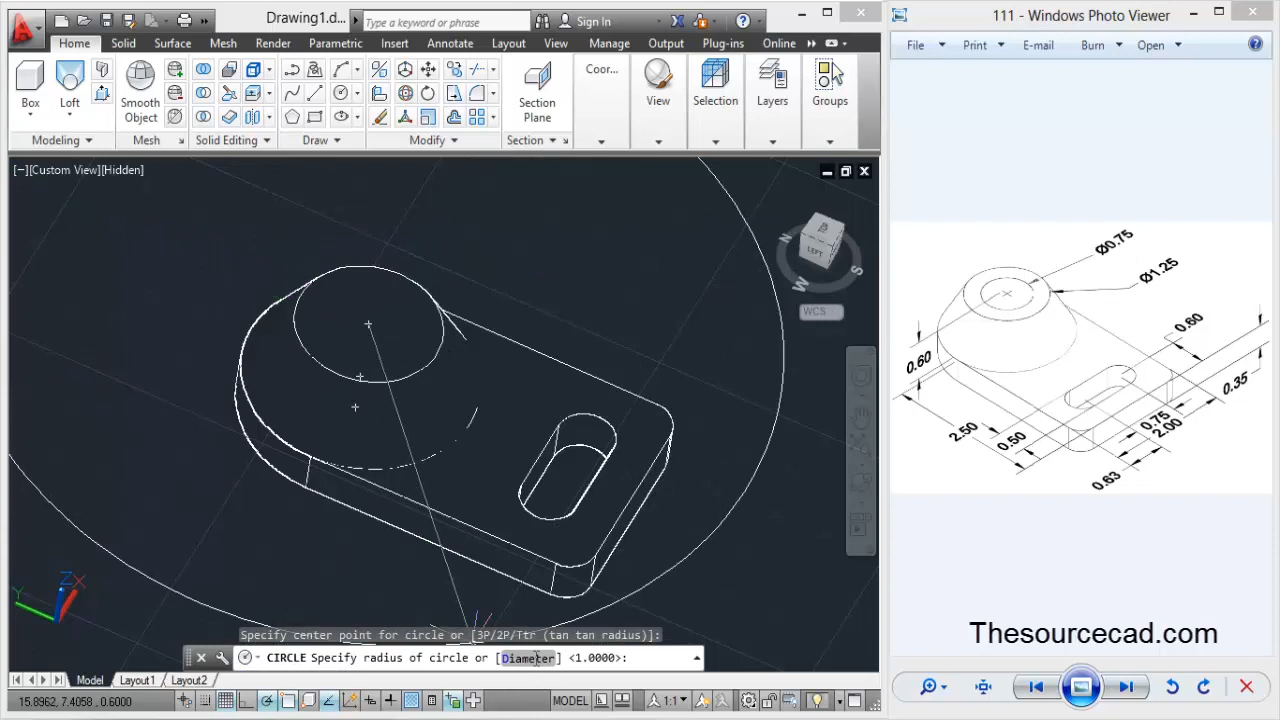 Drawing1.d...
Type a keyword or phrase
Sign In
Home Solid Surface Mesh Render Parametric Insert Annotate Layout View Manage Output Plug-ins Online
Box
Loft
Smooth Object
Section Plane
Coor...
View
Selection
Layers
Groups
Modeling
Mesh
Solid Editing
Draw
Modify
Section
[−][Custom View][Hidden]
N
S
W
LEFT
WCS
Y
Z
X
Specify center point for circle or [3P/2P/Ttr (tan tan radius)]:
CIRCLE Specify radius of circle or [Diameter] <1.0000>:
Model Layout1 Layout2
15.8962, 7.4058 , 0.6000
MODEL
1:1
111 - Windows Photo Viewer
File Print E-mail Burn Open
Ø0.75
Ø1.25
0.60
0.60
0.35
0.75
2.00
2.50
0.50
0.63
Thesourcecad.com